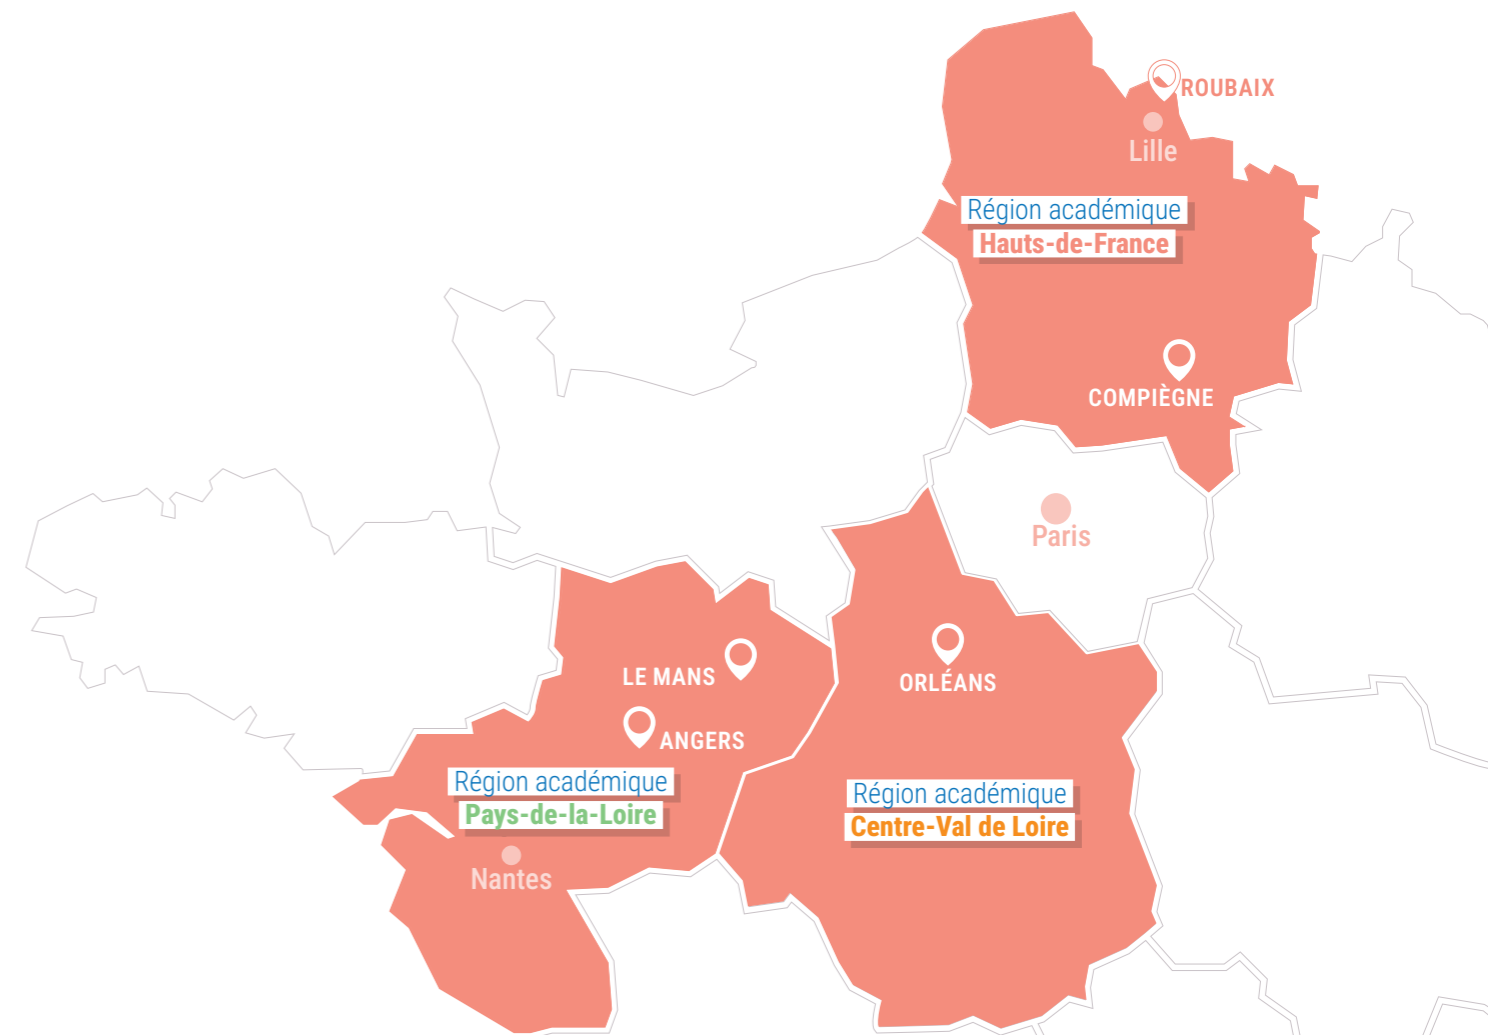 ROUBAIX
Lille
Région académique
Hauts-de-France
COMPIÈGNE
Paris
LE MANS
ORLÉANS
ANGERS
Région académique
Pays-de-la-Loire
Région académique
Centre-Val de Loire
Nantes